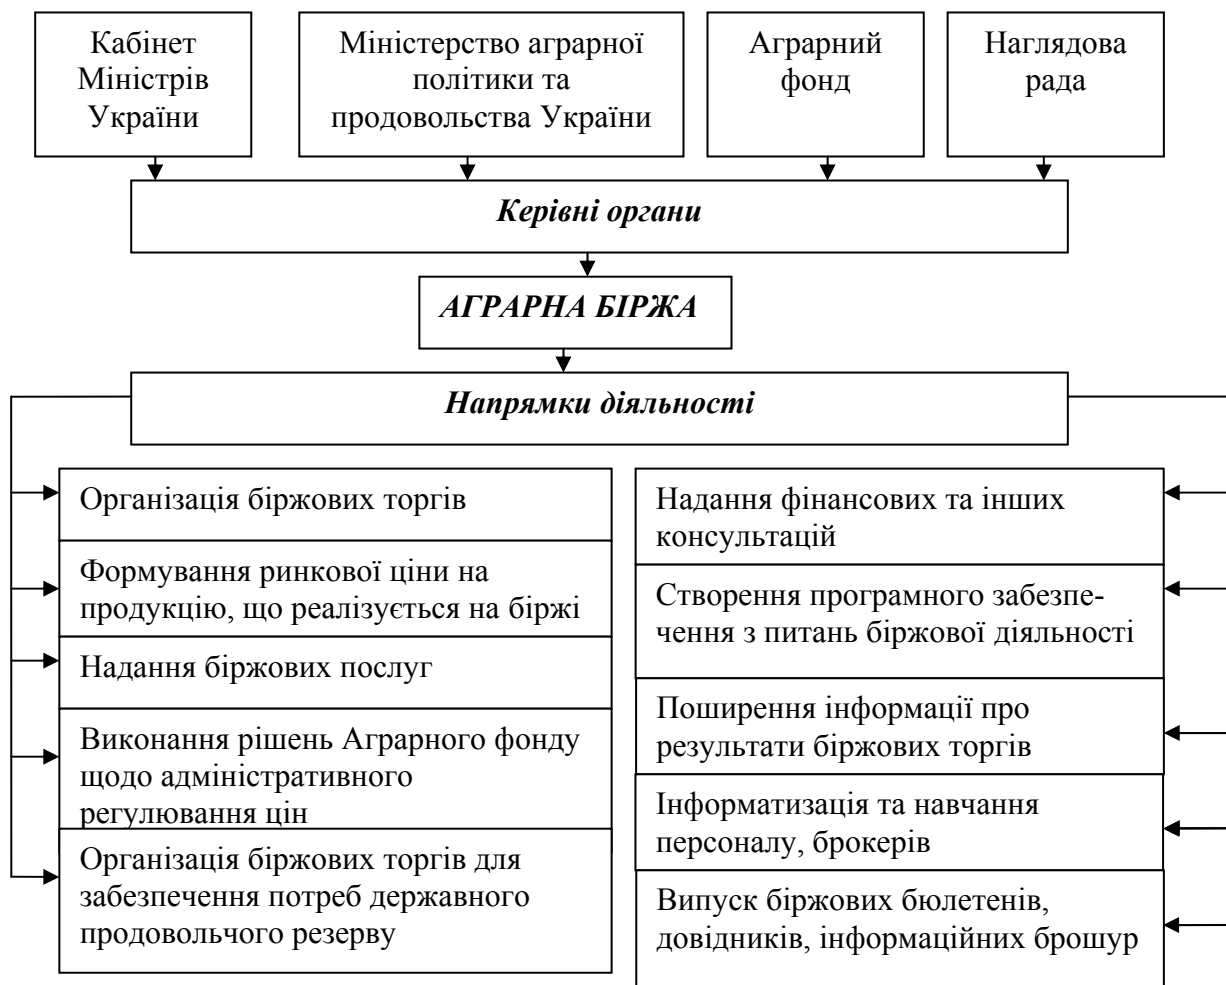 Кабінет
Міністрів
України
Міністерство аграрної
політики та
продовольства України
Аграрний
фонд
Наглядова
рада
Керівні органи
АГРАРНА БІРЖА
Напрямки діяльності
Організація біржових торгів
Формування ринкової ціни на
продукцію, що реалізується на біржі
Надання біржових послуг
Виконання рішень Аграрного фонду
щодо адміністративного
регулювання цін
Організація біржових торгів для
забезпечення потреб державного
продовольчого резерву
Надання фінансових та інших
консультацій
Створення програмного забезпе-
чення з питань біржової діяльності
Поширення інформації про
результати біржових торгів
Інформатизація та навчання
персоналу, брокерів
Випуск біржових бюлетенів,
довідників, інформаційних брошур